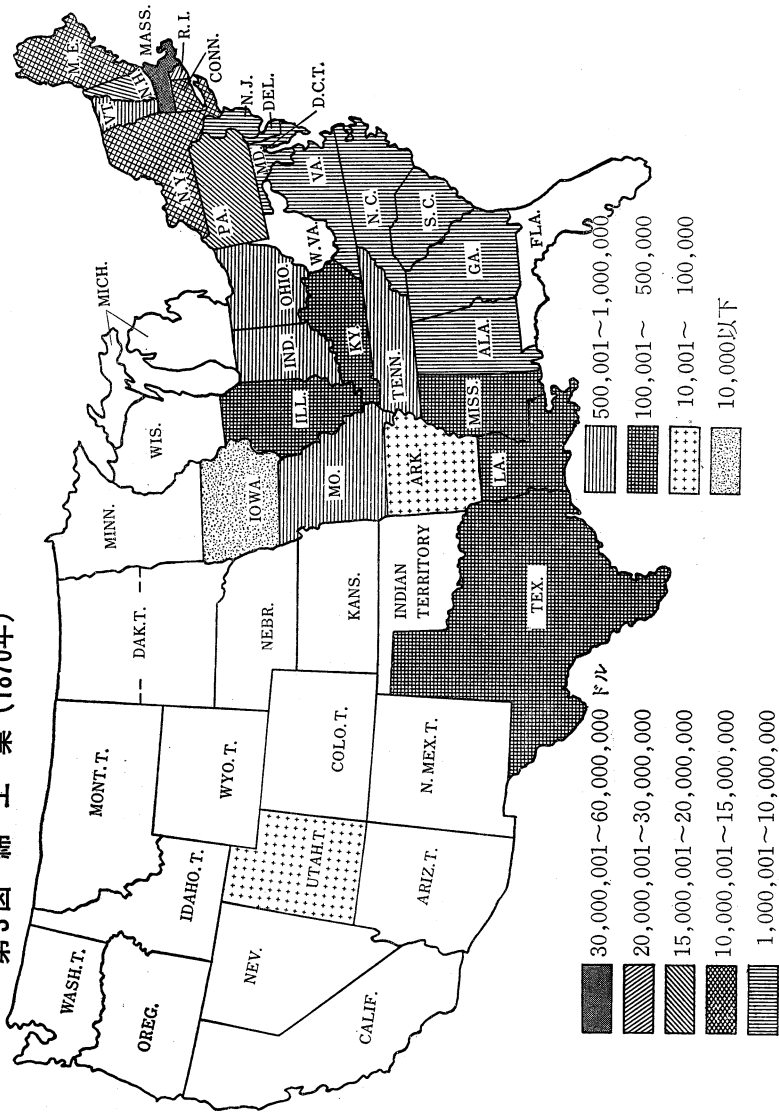 第3図 綿 工 業 (1870年)
WASH.T.
OREG.
CALIF.
NEV.
IDAHO.T.
MONT.T.
WYO.T.
UTAH.T.
ARIZ.T.
COLO.T.
N. MEX.T.
DAK.T.
NEBR.
KANS.
INDIAN
TERRITORY
TEX.
MINN.
IOWA
MO.
ARK.
LA.
WIS.
MICH.
ILL.
IND.
OHIO.
KY.
TENN.
MISS.
ALA.
GA.
FLA.
S.C.
N.C.
VA.
W.VA.
MD.
D.C.T.
DEL.
N.J.
PA.
N.Y.
CONN.
R.I.
MASS.
VT.
NH
M.E.
30,000,001~60,000,000 ドル
20,000,001~30,000,000
15,000,001~20,000,000
10,000,001~15,000,000
1,000,001~10,000,000
500,001~1,000,000
100,001~ 500,000
10,001~ 100,000
10,000以下